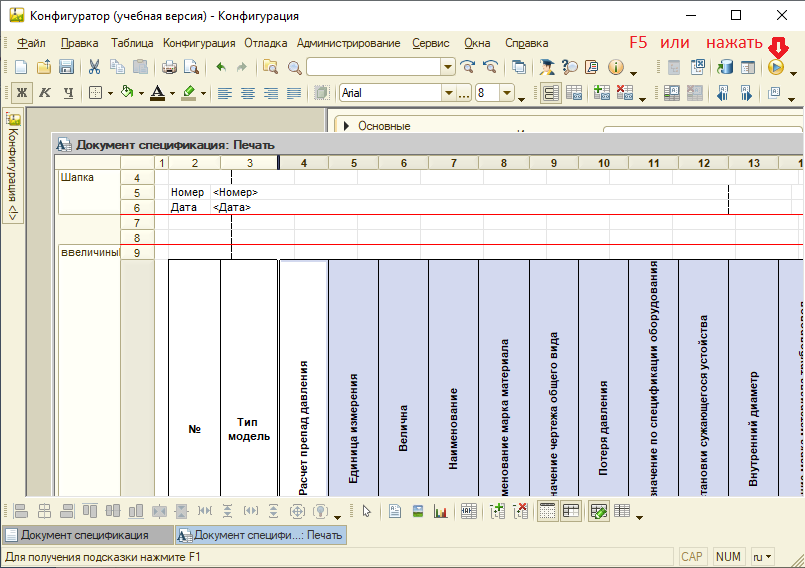 Конфигуратор (учебная версия) - Конфигурация
Файл Правка Таблица Конфигурация Отладка Администрирование Сервис Окна Справка
F5 или нажать
Ж К Ч А Arial 8
Основные
Конфигурация <!>
Документ спецификация: Печать
1 2 3 4 5 6 7 8 9 10 11 12 13
Шапка 4
5 Номер <Номер>
6 Дата <Дата>
7
8
ввеличины 9
№
Тип
модель
Расчет препад давления
Единица измерения
Велична
Наименование
менование марка материала
начение чертежа общего вида
Потеря давления
значение по спецификации оборудования
тановки сужающегося устойства
Внутренний диаметр
Документ спецификация
Документ специфи...: Печать
Для получения подсказки нажмите F1 CAP NUM ru